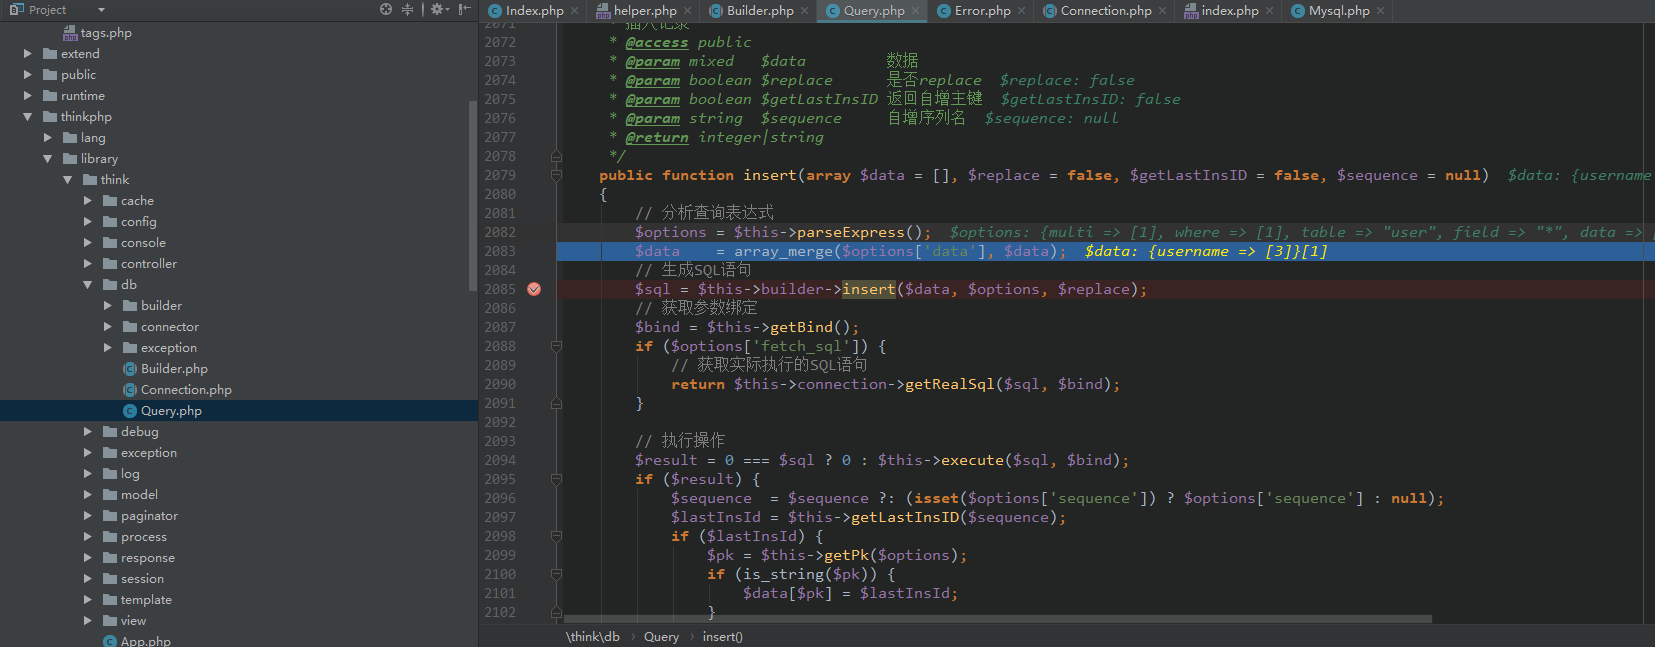 Project
tags.php
extend
public
runtime
thinkphp
lang
library
think
cache
config
console
controller
db
builder
connector
exception
Builder.php
Connection.php
Query.php
debug
exception
log
model
paginator
process
response
session
template
view
App.php
Index.php helper.php Builder.php Query.php Error.php Connection.php index.php Mysql.php
2071 * 插入记录
2072 * @access public
2073 * @param mixed $data 数据
2074 * @param boolean $replace 是否replace $replace: false
2075 * @param boolean $getLastInsID 返回自增主键 $getLastInsID: false
2076 * @param string $sequence 自增序列名 $sequence: null
2077 * @return integer|string
2078 */
2079 public function insert(array $data = [], $replace = false, $getLastInsID = false, $sequence = null) $data: {username
2080 {
2081 // 分析查询表达式
2082 $options = $this->parseExpress(); $options: {multi => [1], where => [1], table => "user", field => "*", data => [
2083 $data = array_merge($options['data'], $data); $data: {username => [3]}[1]
2084 // 生成SQL语句
2085 $sql = $this->builder->insert($data, $options, $replace);
2086 // 获取参数绑定
2087 $bind = $this->getBind();
2088 if ($options['fetch_sql']) {
2089 // 获取实际执行的SQL语句
2090 return $this->connection->getRealSql($sql, $bind);
2091 }
2092
2093 // 执行操作
2094 $result = 0 === $sql ? 0 : $this->execute($sql, $bind);
2095 if ($result) {
2096 $sequence = $sequence ?: (isset($options['sequence']) ? $options['sequence'] : null);
2097 $lastInsId = $this->getLastInsID($sequence);
2098 if ($lastInsId) {
2099 $pk = $this->getPk($options);
2100 if (is_string($pk)) {
2101 $data[$pk] = $lastInsId;
2102 }
\think\db › Query › insert()